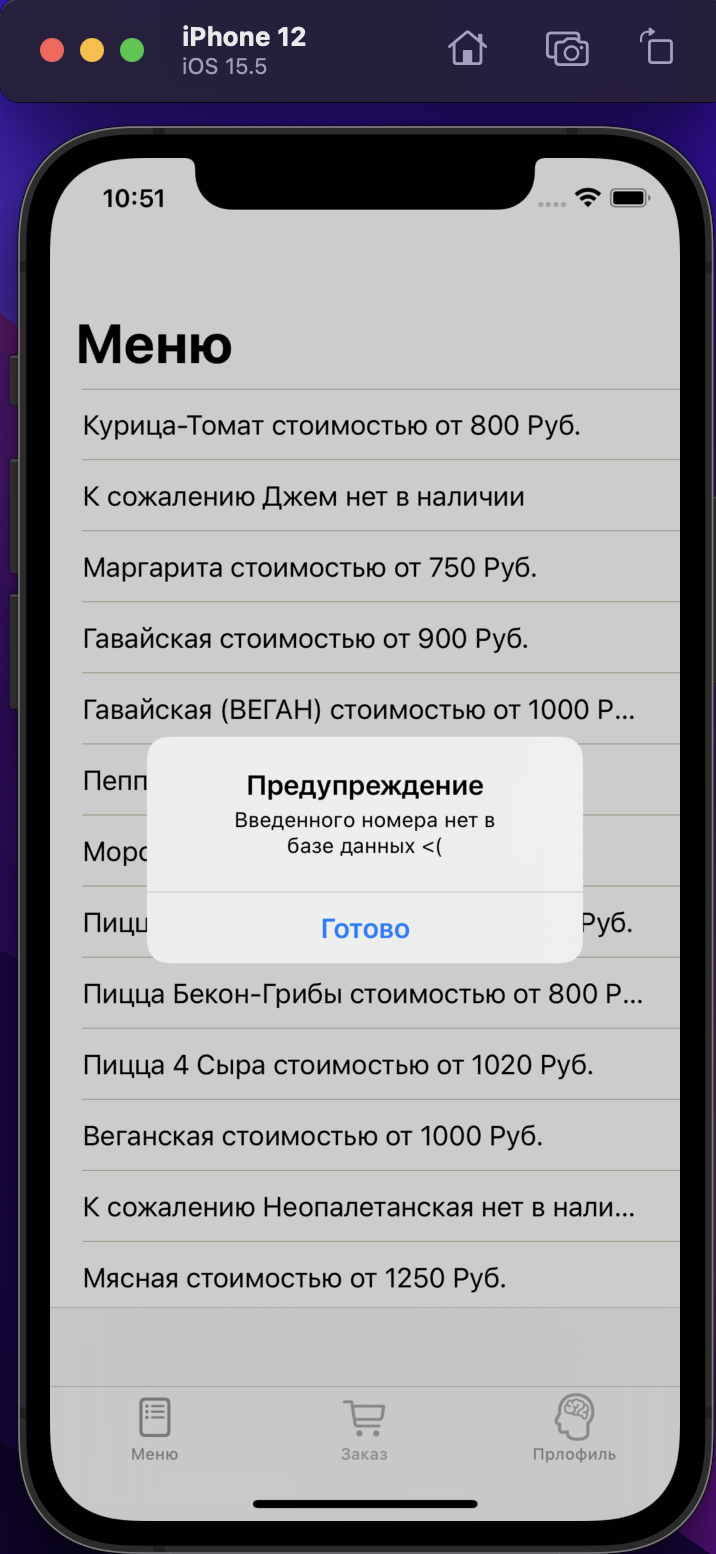 iPhone 12
iOS 15.5
10:51
Меню
Курица-Томат стоимостью от 800 Руб.
К сожалению Джем нет в наличии
Маргарита стоимостью от 750 Руб.
Гавайская стоимостью от 900 Руб.
Гавайская (ВЕГАН) стоимостью от 1000 Р...
Предупреждение
Введенного номера нет в
базе данных <(
Готово
Руб.
Пицца Бекон-Грибы стоимостью от 800 Р...
Пицца 4 Сыра стоимостью от 1020 Руб.
Веганская стоимостью от 1000 Руб.
К сожалению Неопалетанская нет в нали...
Мясная стоимостью от 1250 Руб.
Меню
Заказ
Прлофиль